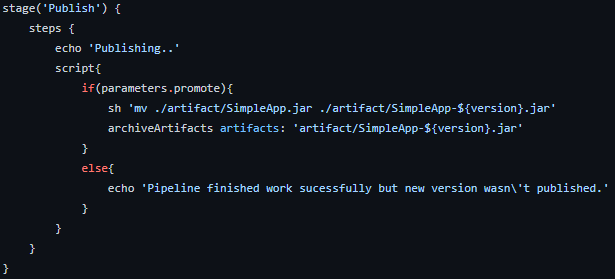 stage('Publish') {
    steps {
        echo 'Publishing..'
        script{
            if(parameters.promote){
                sh 'mv ./artifact/SimpleApp.jar ./artifact/SimpleApp-${version}.jar'
                archiveArtifacts artifacts: 'artifact/SimpleApp-${version}.jar'
            }
            else{
                echo 'Pipeline finished work sucessfully but new version wasn\'t published.'
            }
        }
    }
}